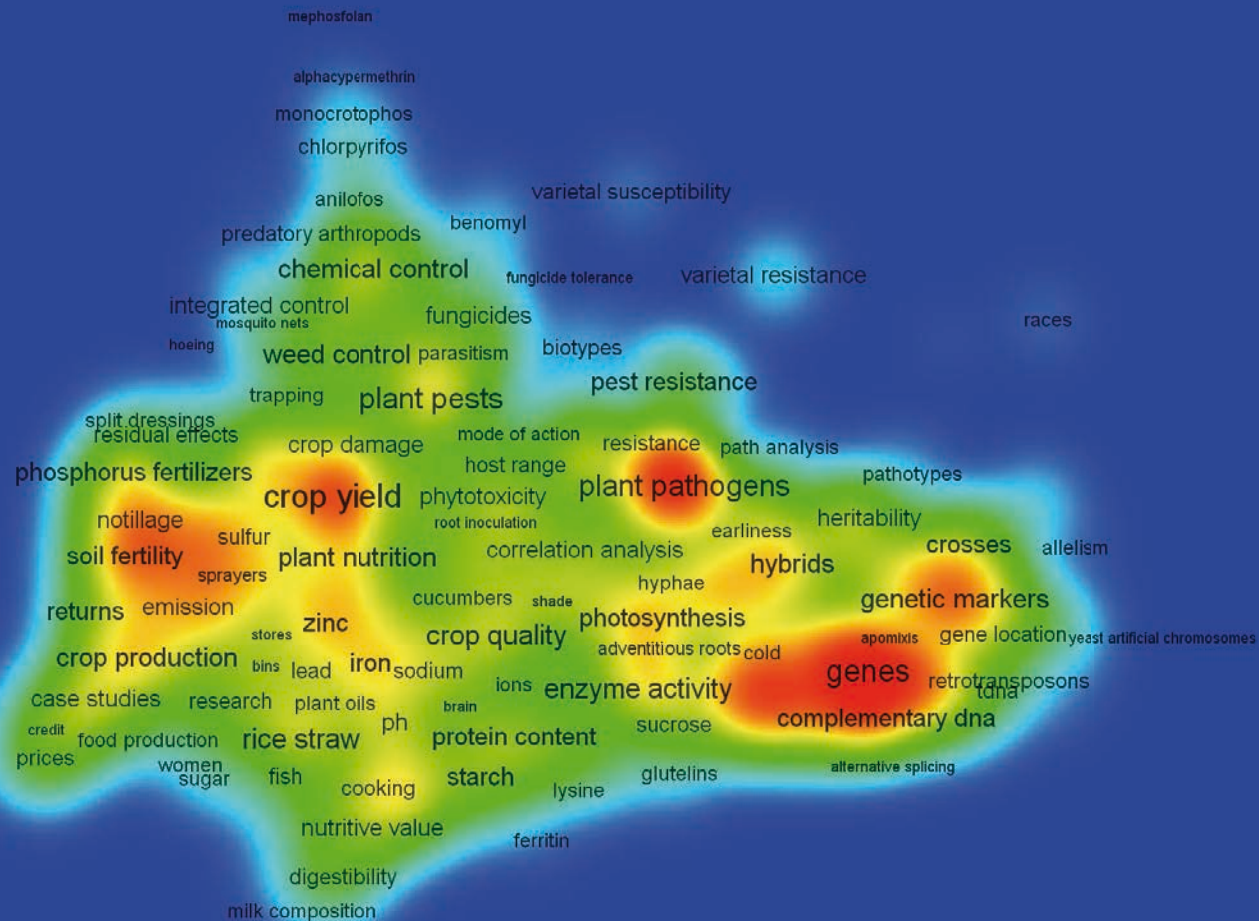 mephosfolan
alphacypermethrin
monocrotophos
chlorpyrifos
varietal susceptibility
anilofos
benomyl
predatory arthropods
chemical control
fungicide tolerance
varietal resistance
integrated control
mosquito nets
fungicides
races
hoeing
weed control
parasitism
biotypes
pest resistance
trapping
plant pests
split dressings
residual effects
crop damage
mode of action
resistance
path analysis
phosphorus fertilizers
host range
pathotypes
crop yield
phytotoxicity
plant pathogens
notillage
root inoculation
earliness
heritability
sulfur
soil fertility
plant nutrition
correlation analysis
hybrids
crosses
allelism
sprayers
hyphae
returns
emission
cucumbers
shade
genetic markers
zinc
photosynthesis
stores
crop quality
apomixis
gene location
yeast artificial chromosomes
adventitious roots
cold
crop production
bins
lead
iron
sodium
genes
retrotransposons
tdna
ions
enzyme activity
case studies
research
plant oils
brain
complementary dna
credit
ph
sucrose
food production
rice straw
protein content
prices
women
sugar
fish
starch
glutelins
alternative splicing
cooking
lysine
nutritive value
ferritin
digestibility
milk composition